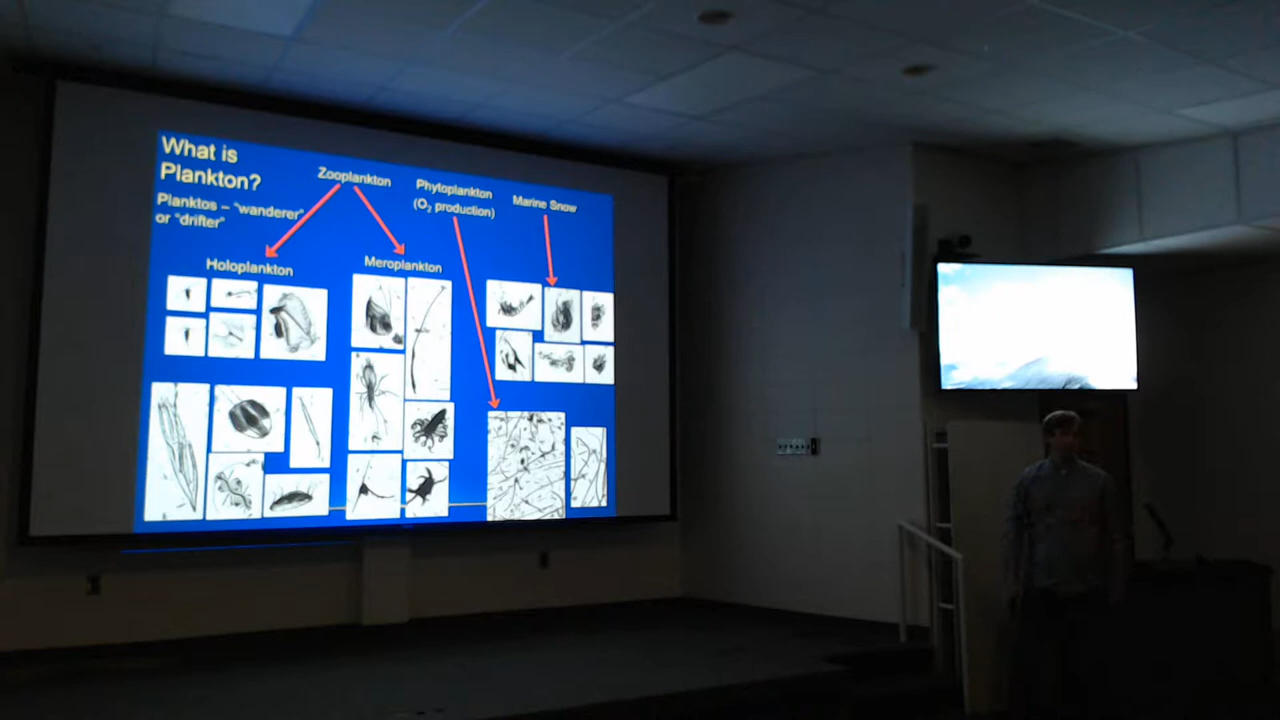 What is
Plankton?
Planktos – "wanderer"
or "drifter"
Zooplankton
Phytoplankton
(O₂ production)
Marine Snow
Holoplankton
Meroplankton